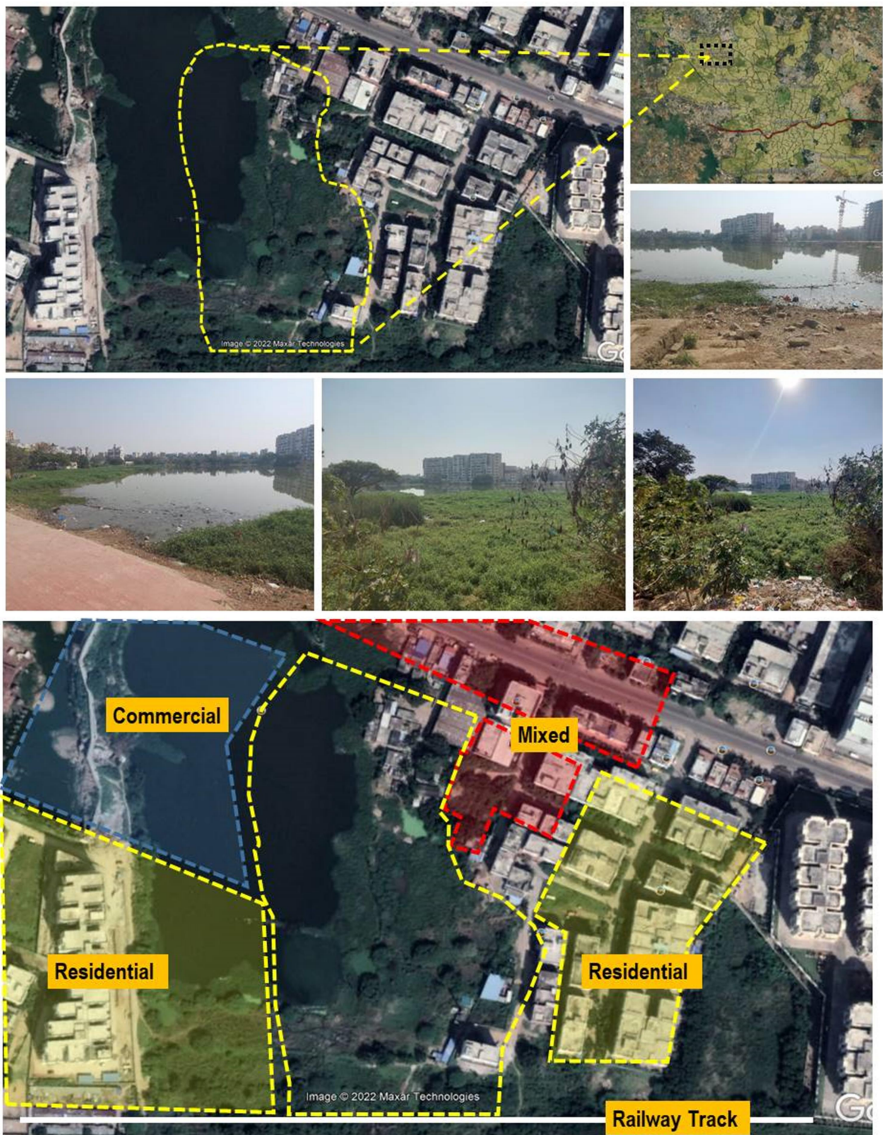 Image © 2022 Maxar Technologies
Commercial
Mixed
Residential
Residential
Image © 2022 Maxar Technologies
Railway Track